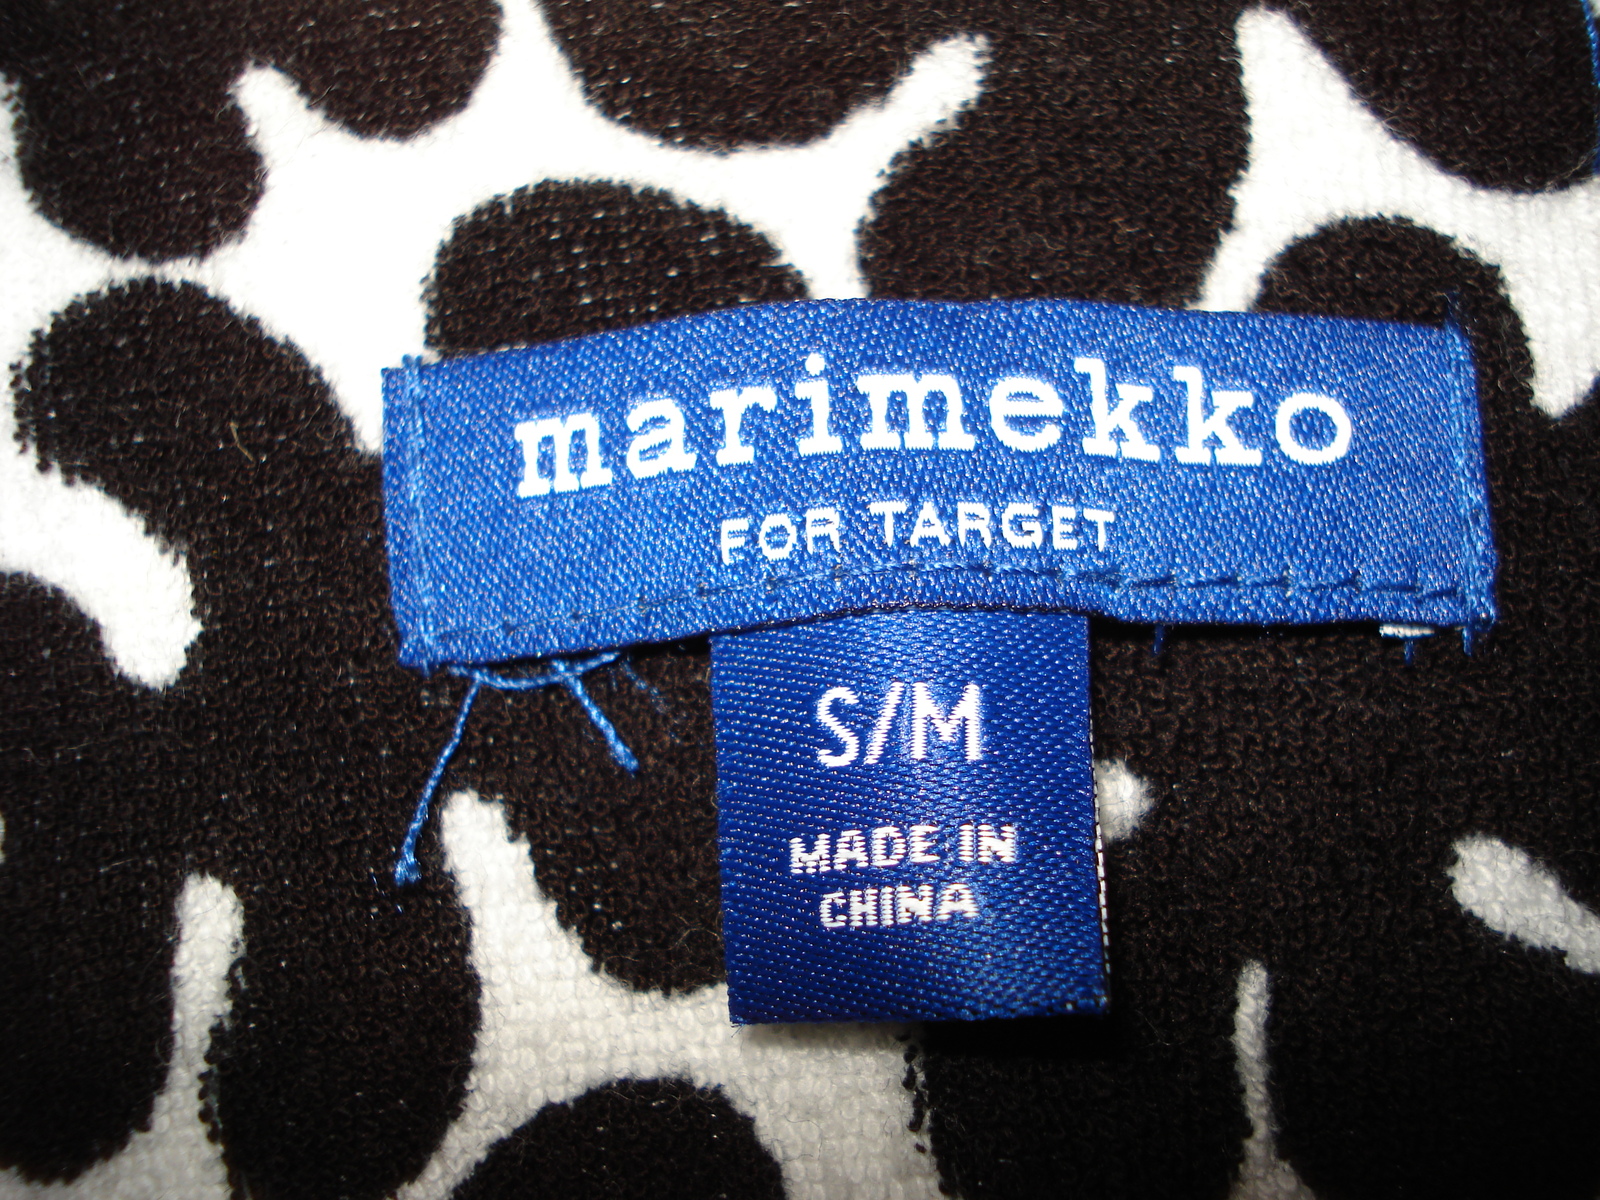 marimekko
FOR TARGET
S/M
MADE IN
CHINA